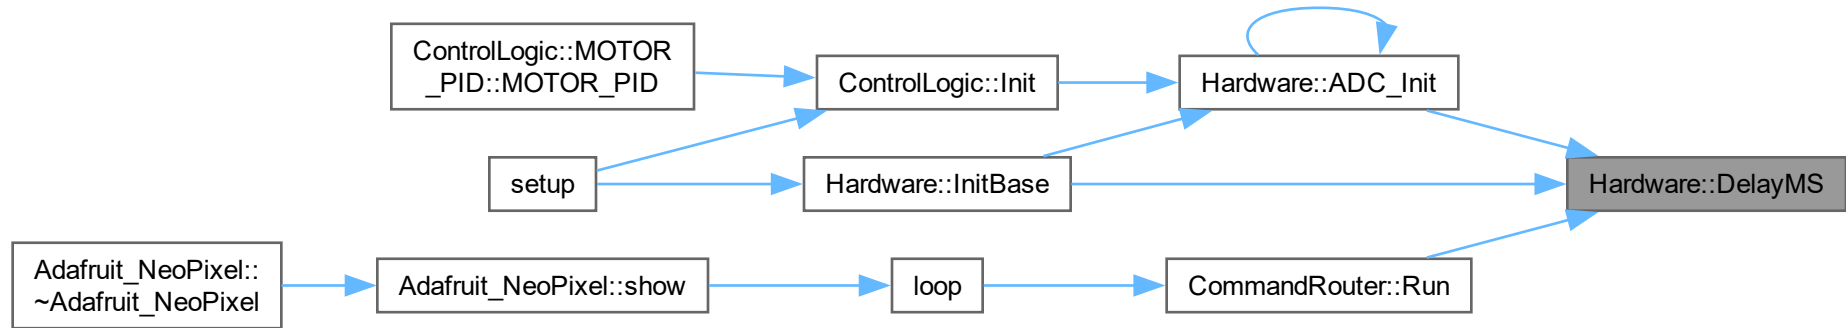 ControlLogic::MOTOR
_PID::MOTOR_PID
ControlLogic::Init
Hardware::ADC_Init
setup
Hardware::InitBase
Hardware::DelayMS
Adafruit_NeoPixel::
~Adafruit_NeoPixel
Adafruit_NeoPixel::show
loop
CommandRouter::Run